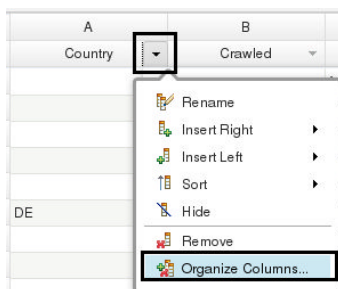 A B
Country Crawled
Rename
Insert Right
Insert Left
Sort
Hide
DE
Remove
Organize Columns...